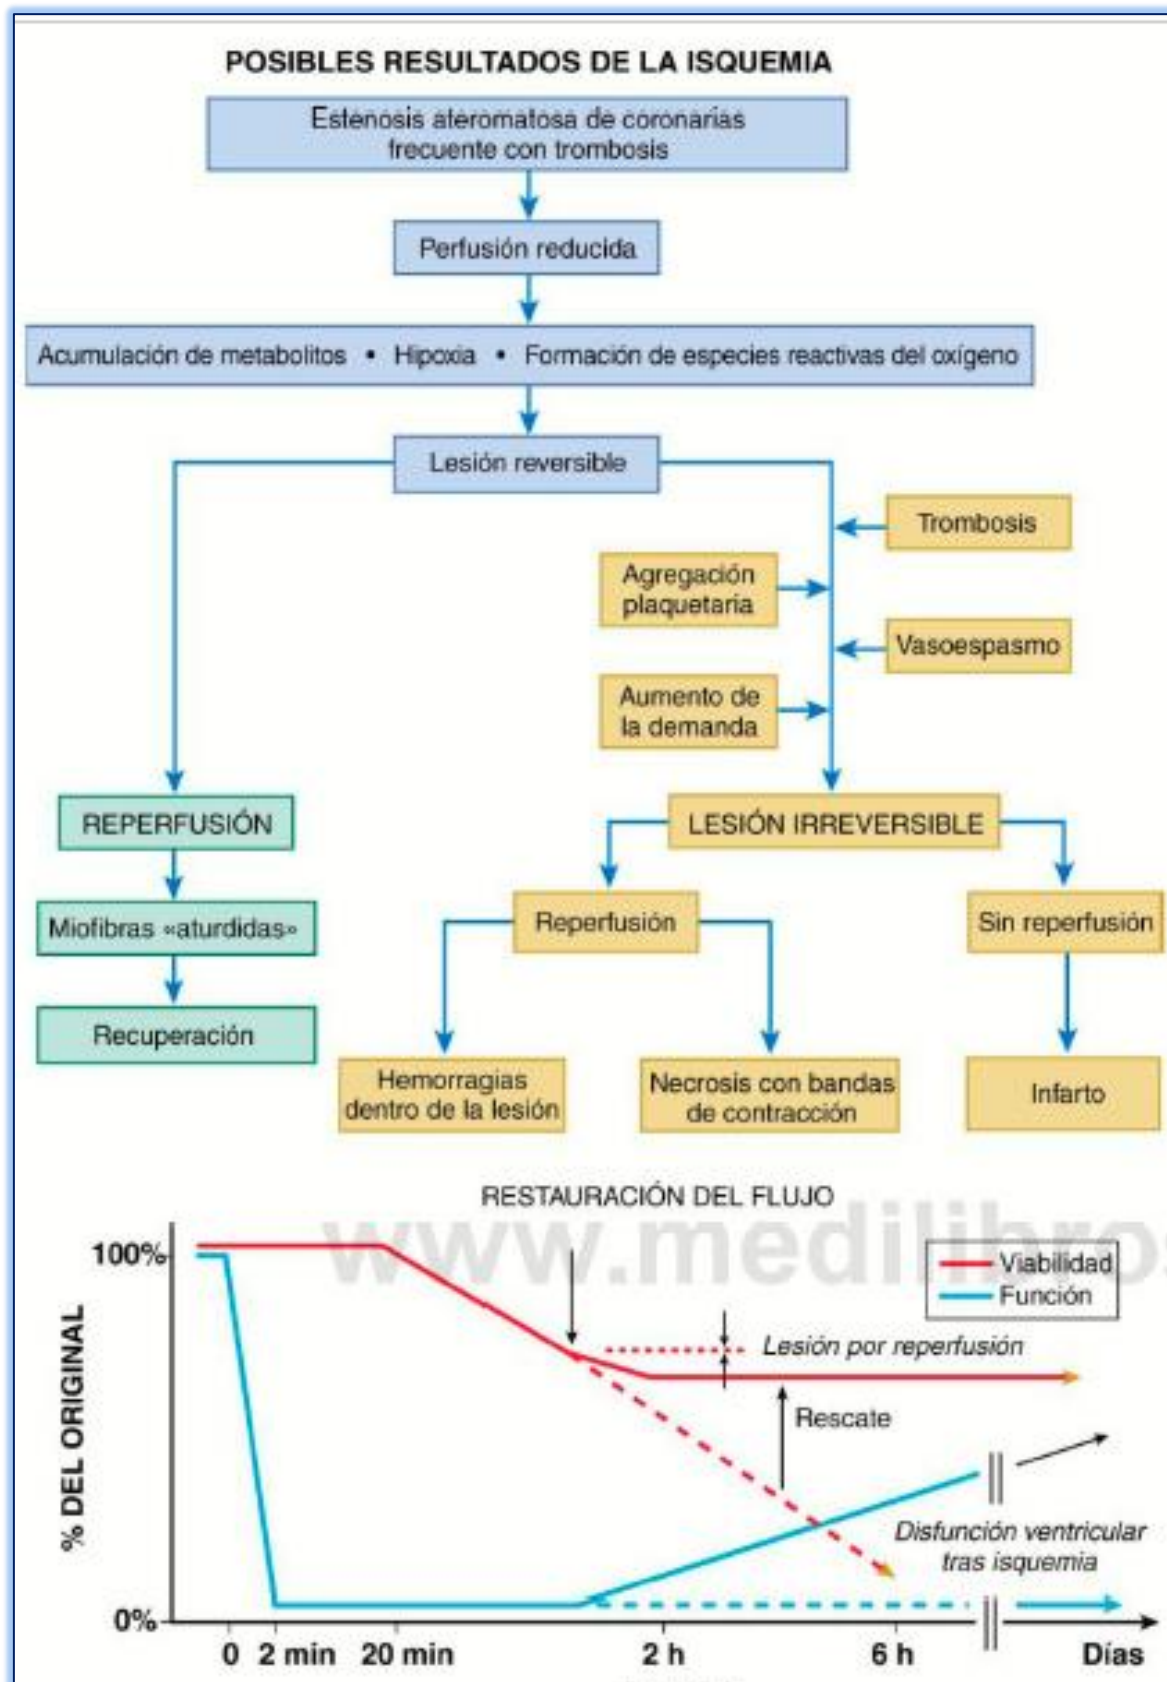 POSIBLES RESULTADOS DE LA ISQUEMIA
Estenosis ateromatosa de coronarias
frecuente con trombosis
Perfusión reducida
Acumulación de metabolitos • Hipoxia • Formación de especies reactivas del oxígeno
Lesión reversible
Trombosis
Agregación
plaquetaria
Vasoespasmo
Aumento de
la demanda
REPERFUSIÓN
LESIÓN IRREVERSIBLE
Miofibras «aturdidas»
Reperfusión
Sin reperfusión
Recuperación
Hemorragias
dentro de la lesión
Necrosis con bandas
de contracción
Infarto
RESTAURACIÓN DEL FLUJO
www.medilibros
100%
Viabilidad
Función
Lesión por reperfusión
Rescate
% DEL ORIGINAL
Disfunción ventricular
tras isquemia
0%
0 2 min 20 min 2 h 6 h Días